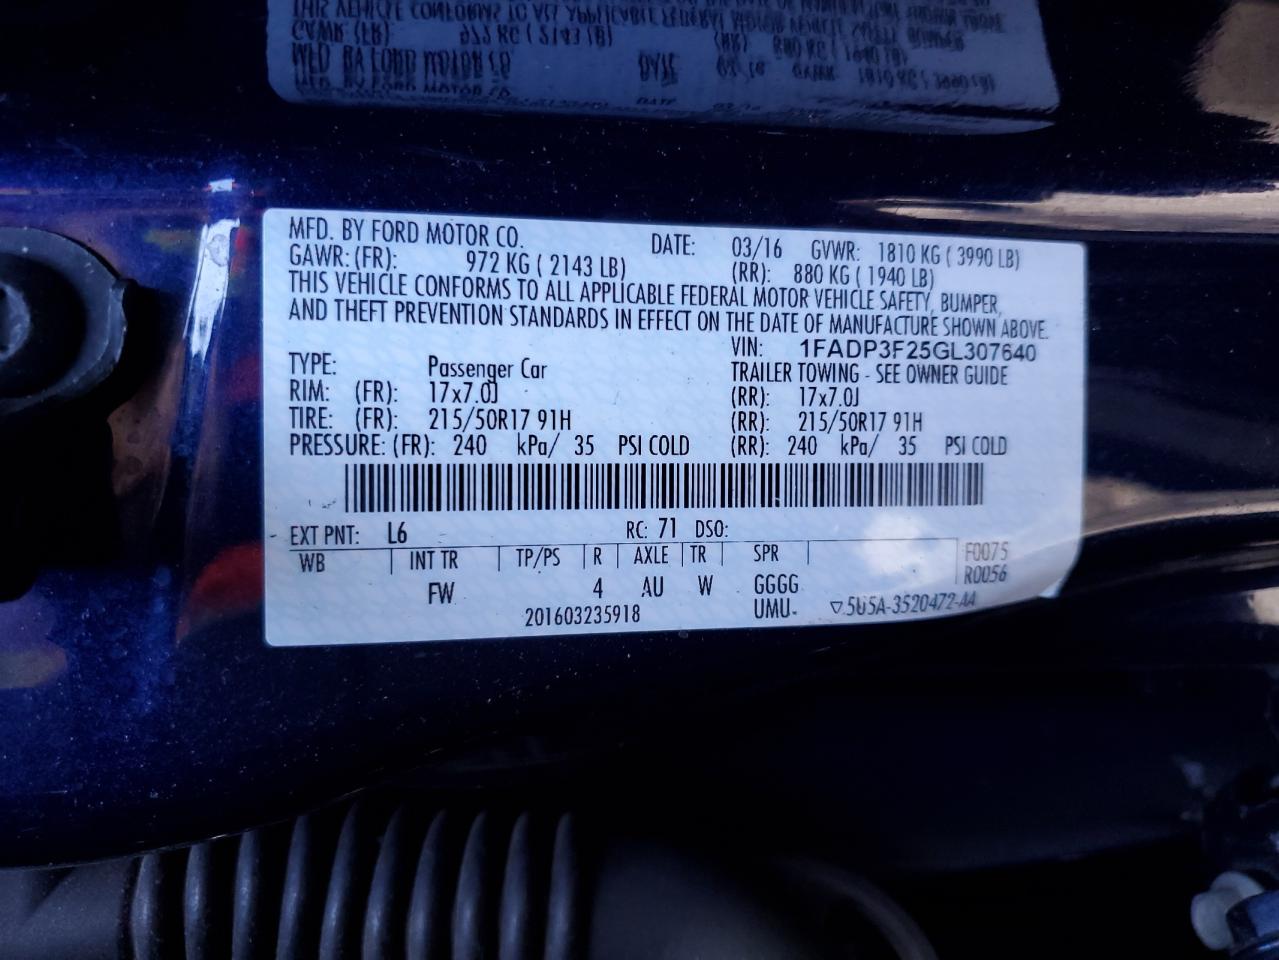 MFD. BY FORD MOTOR CO. DATE: 03/16 GVWR: 1810 KG ( 3990 LB)
GAWR: (FR): 972 KG ( 2143 LB) (RR): 880 KG ( 1940 LB)
THIS VEHICLE CONFORMS TO ALL APPLICABLE FEDERAL MOTOR VEHICLE SAFETY, BUMPER,
AND THEFT PREVENTION STANDARDS IN EFFECT ON THE DATE OF MANUFACTURE SHOWN ABOVE.
VIN: 1FADP3F25GL307640
TYPE: Passenger Car TRAILER TOWING - SEE OWNER GUIDE
RIM: (FR): 17x7.0J (RR): 17x7.0J
TIRE: (FR): 215/50R17 91H (RR): 215/50R17 91H
PRESSURE: (FR): 240 kPa/ 35 PSI COLD (RR): 240 kPa/ 35 PSI COLD
EXT PNT: L6 RC: 71 DSO:
WB INT TR TP/PS R AXLE TR SPR F0075
FW 4 AU W GGGG R0056
201603235918 UMU- ▽5U5A-3520472-AA